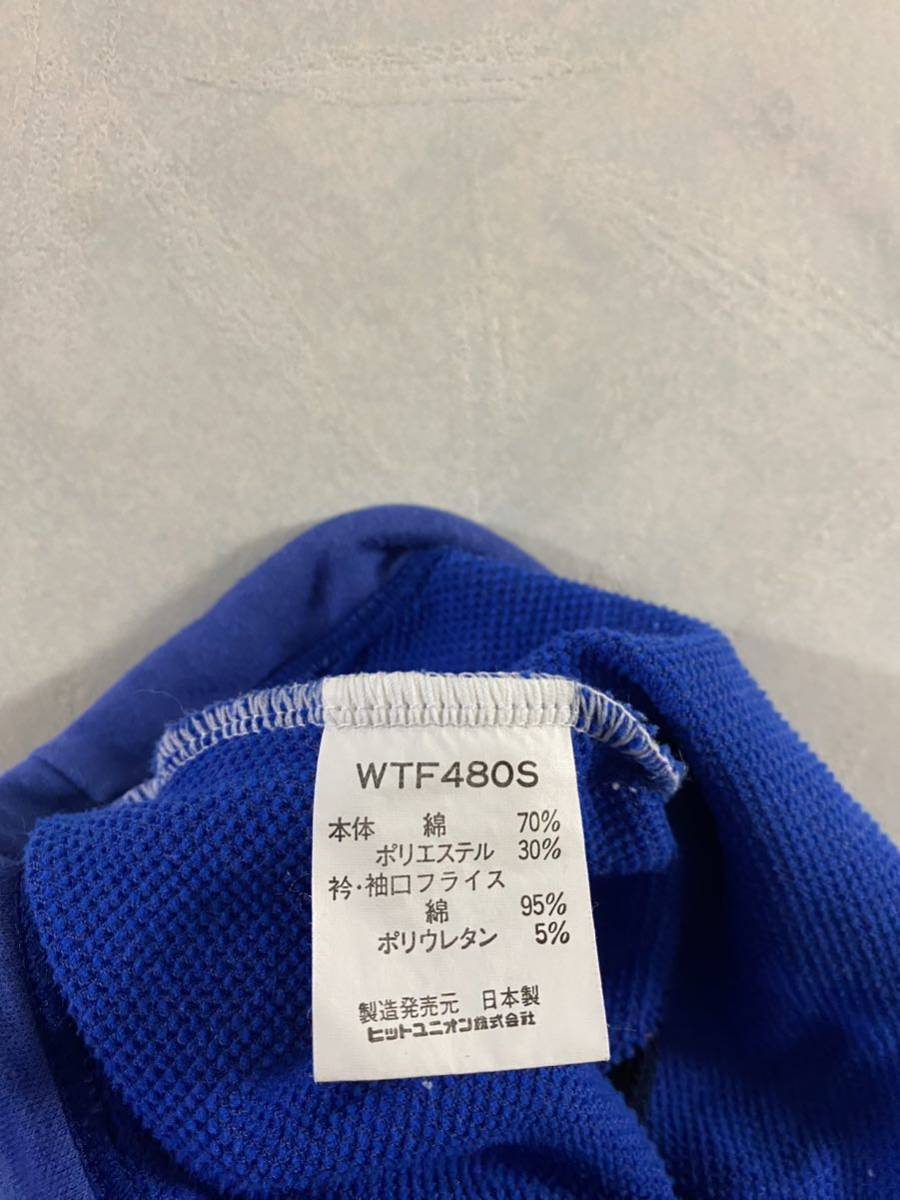 WTF480S
本体 綿 70%
ポリエステル 30%
衿・袖口フライス
綿 95%
ポリウレタン 5%
製造発売元 日本製
ヒットユニオン株式会社